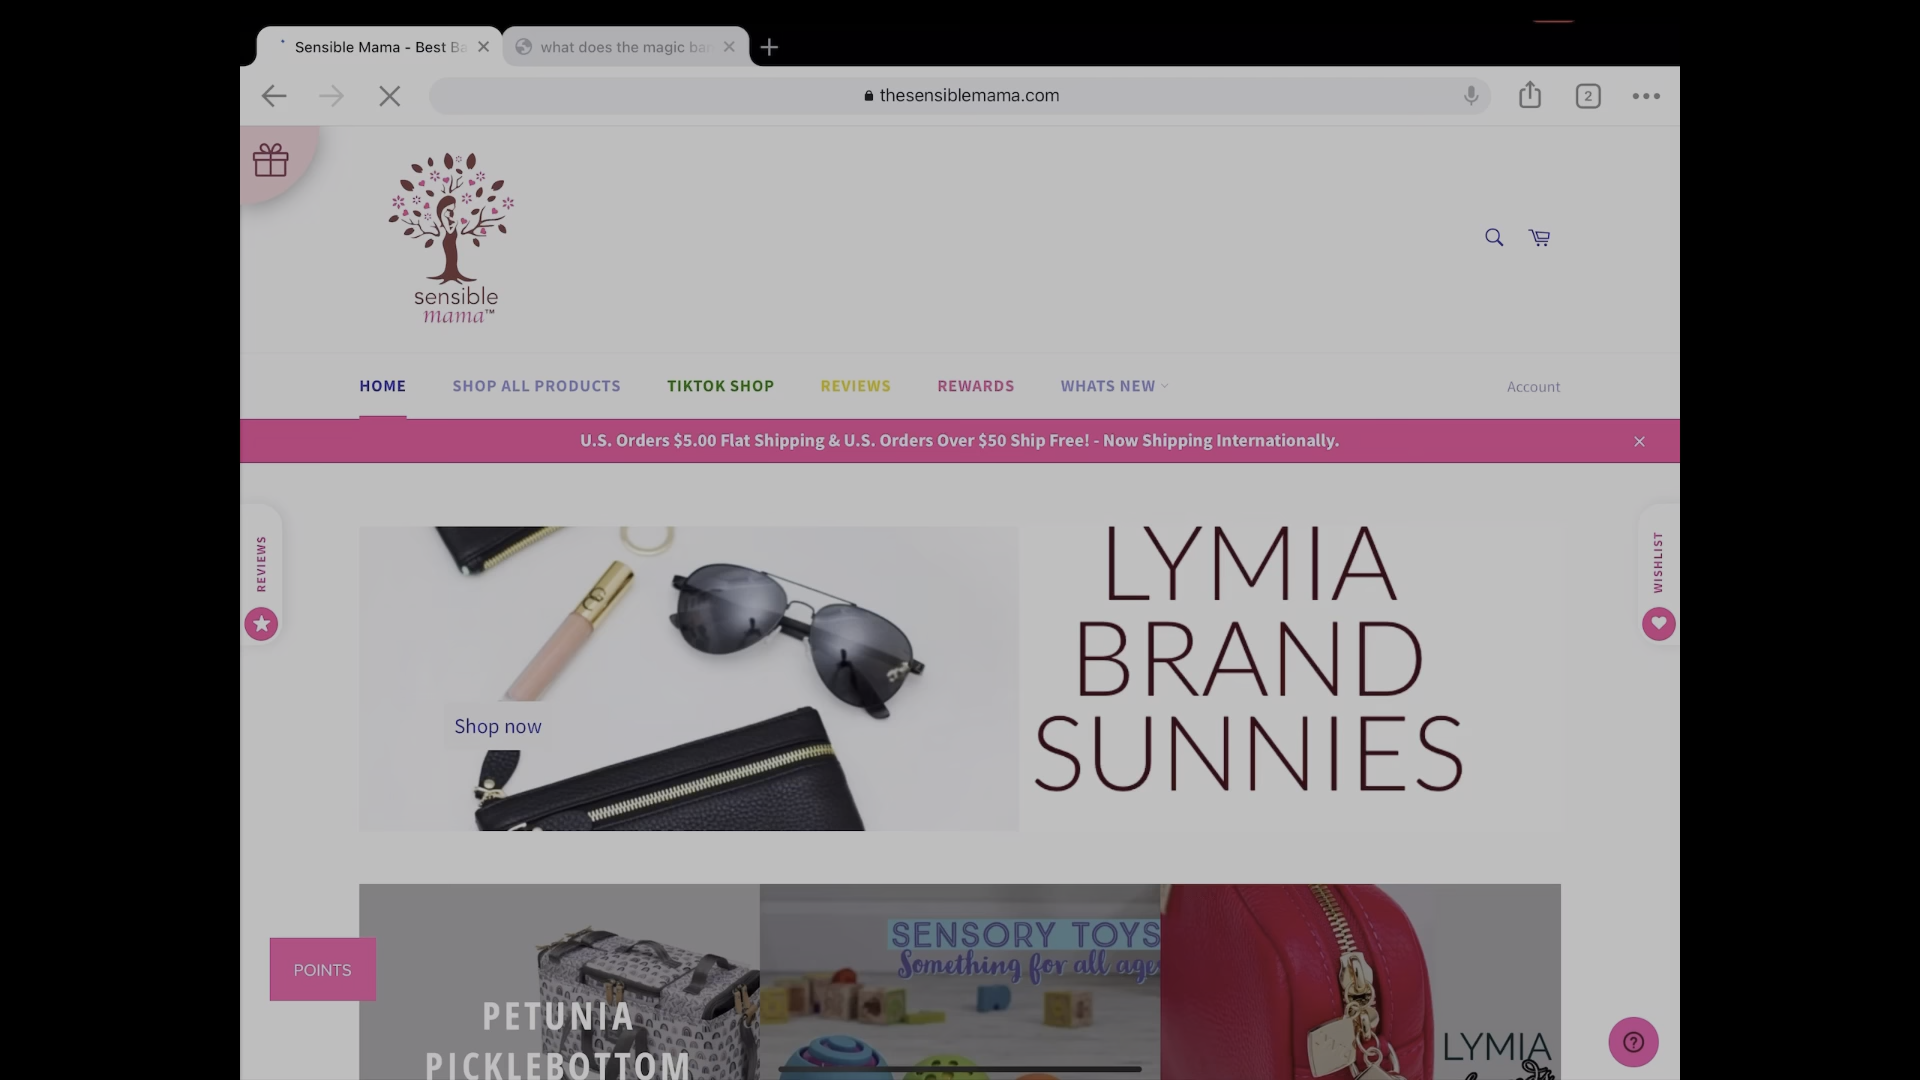 Sensible Mama - Best Ba
what does the magic ban
thesensiblemama.com
2
sensible
mama™
HOME
SHOP ALL PRODUCTS
TIKTOK SHOP
REVIEWS
REWARDS
WHATS NEW
Account
U.S. Orders $5.00 Flat Shipping & U.S. Orders Over $50 Ship Free! - Now Shipping Internationally.
REVIEWS
WISHLIST
LYMIA
BRAND
SUNNIES
Shop now
POINTS
PETUNIA
PICKLEBOTTOM
SENSORY TOYS
Something for all ages
LYMIA